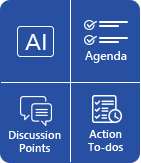 AI
Agenda
Discussion
Points
Action
To-dos